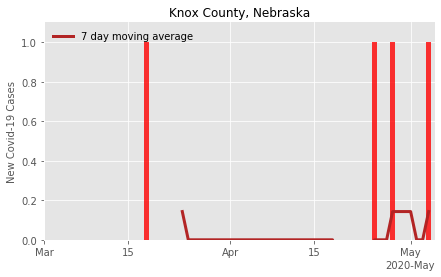 Knox County, Nebraska
7 day moving average
New Covid-19 Cases
1.0
0.8
0.6
0.4
0.2
0.0
Mar 15 Apr 15 May
2020-May